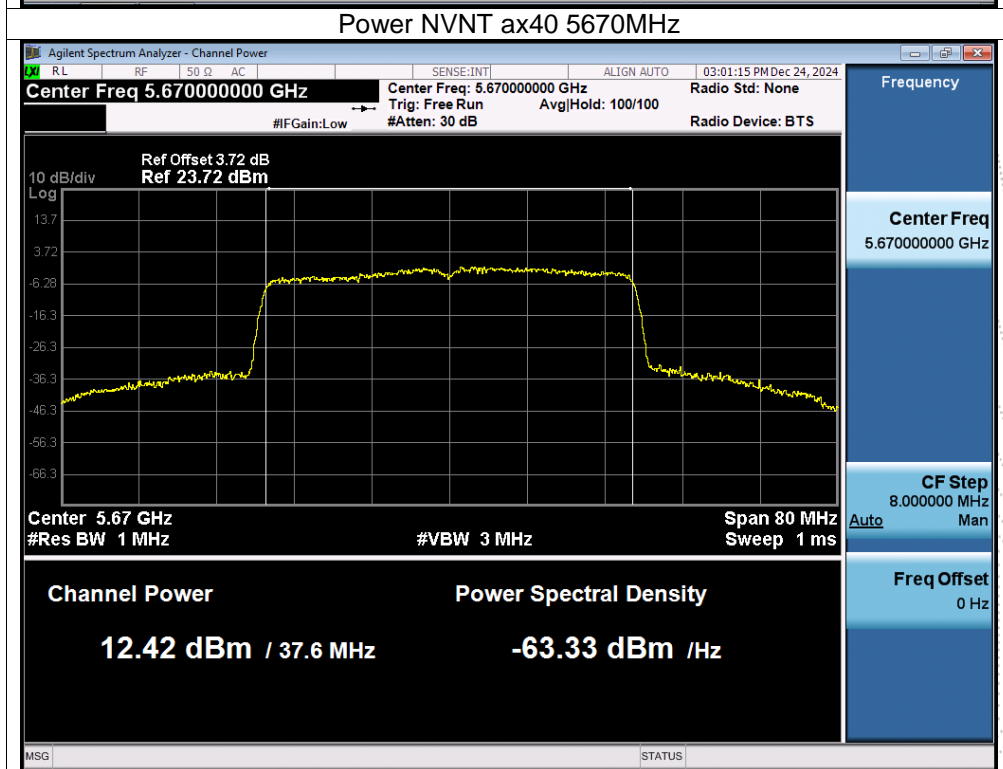 Power NVNT ax40 5670MHz
Agilent Spectrum Analyzer - Channel Power
LXI RL RF 50 Ω AC SENSE:INT ALIGN AUTO 03:01:15 PM Dec 24, 2024
Center Freq 5.670000000 GHz Center Freq: 5.670000000 GHz Radio Std: None
Trig: Free Run Avg|Hold: 100/100
#IFGain:Low #Atten: 30 dB Radio Device: BTS
Ref Offset 3.72 dB
10 dB/div Ref 23.72 dBm
Log
13.7
3.72
-6.28
-16.3
-26.3
-36.3
-46.3
-56.3
-66.3
Center 5.67 GHz Span 80 MHz
#Res BW 1 MHz #VBW 3 MHz Sweep 1 ms
Channel Power Power Spectral Density
12.42 dBm / 37.6 MHz -63.33 dBm /Hz
Frequency
Center Freq
5.670000000 GHz
CF Step
8.000000 MHz
Auto Man
Freq Offset
0 Hz
MSG STATUS